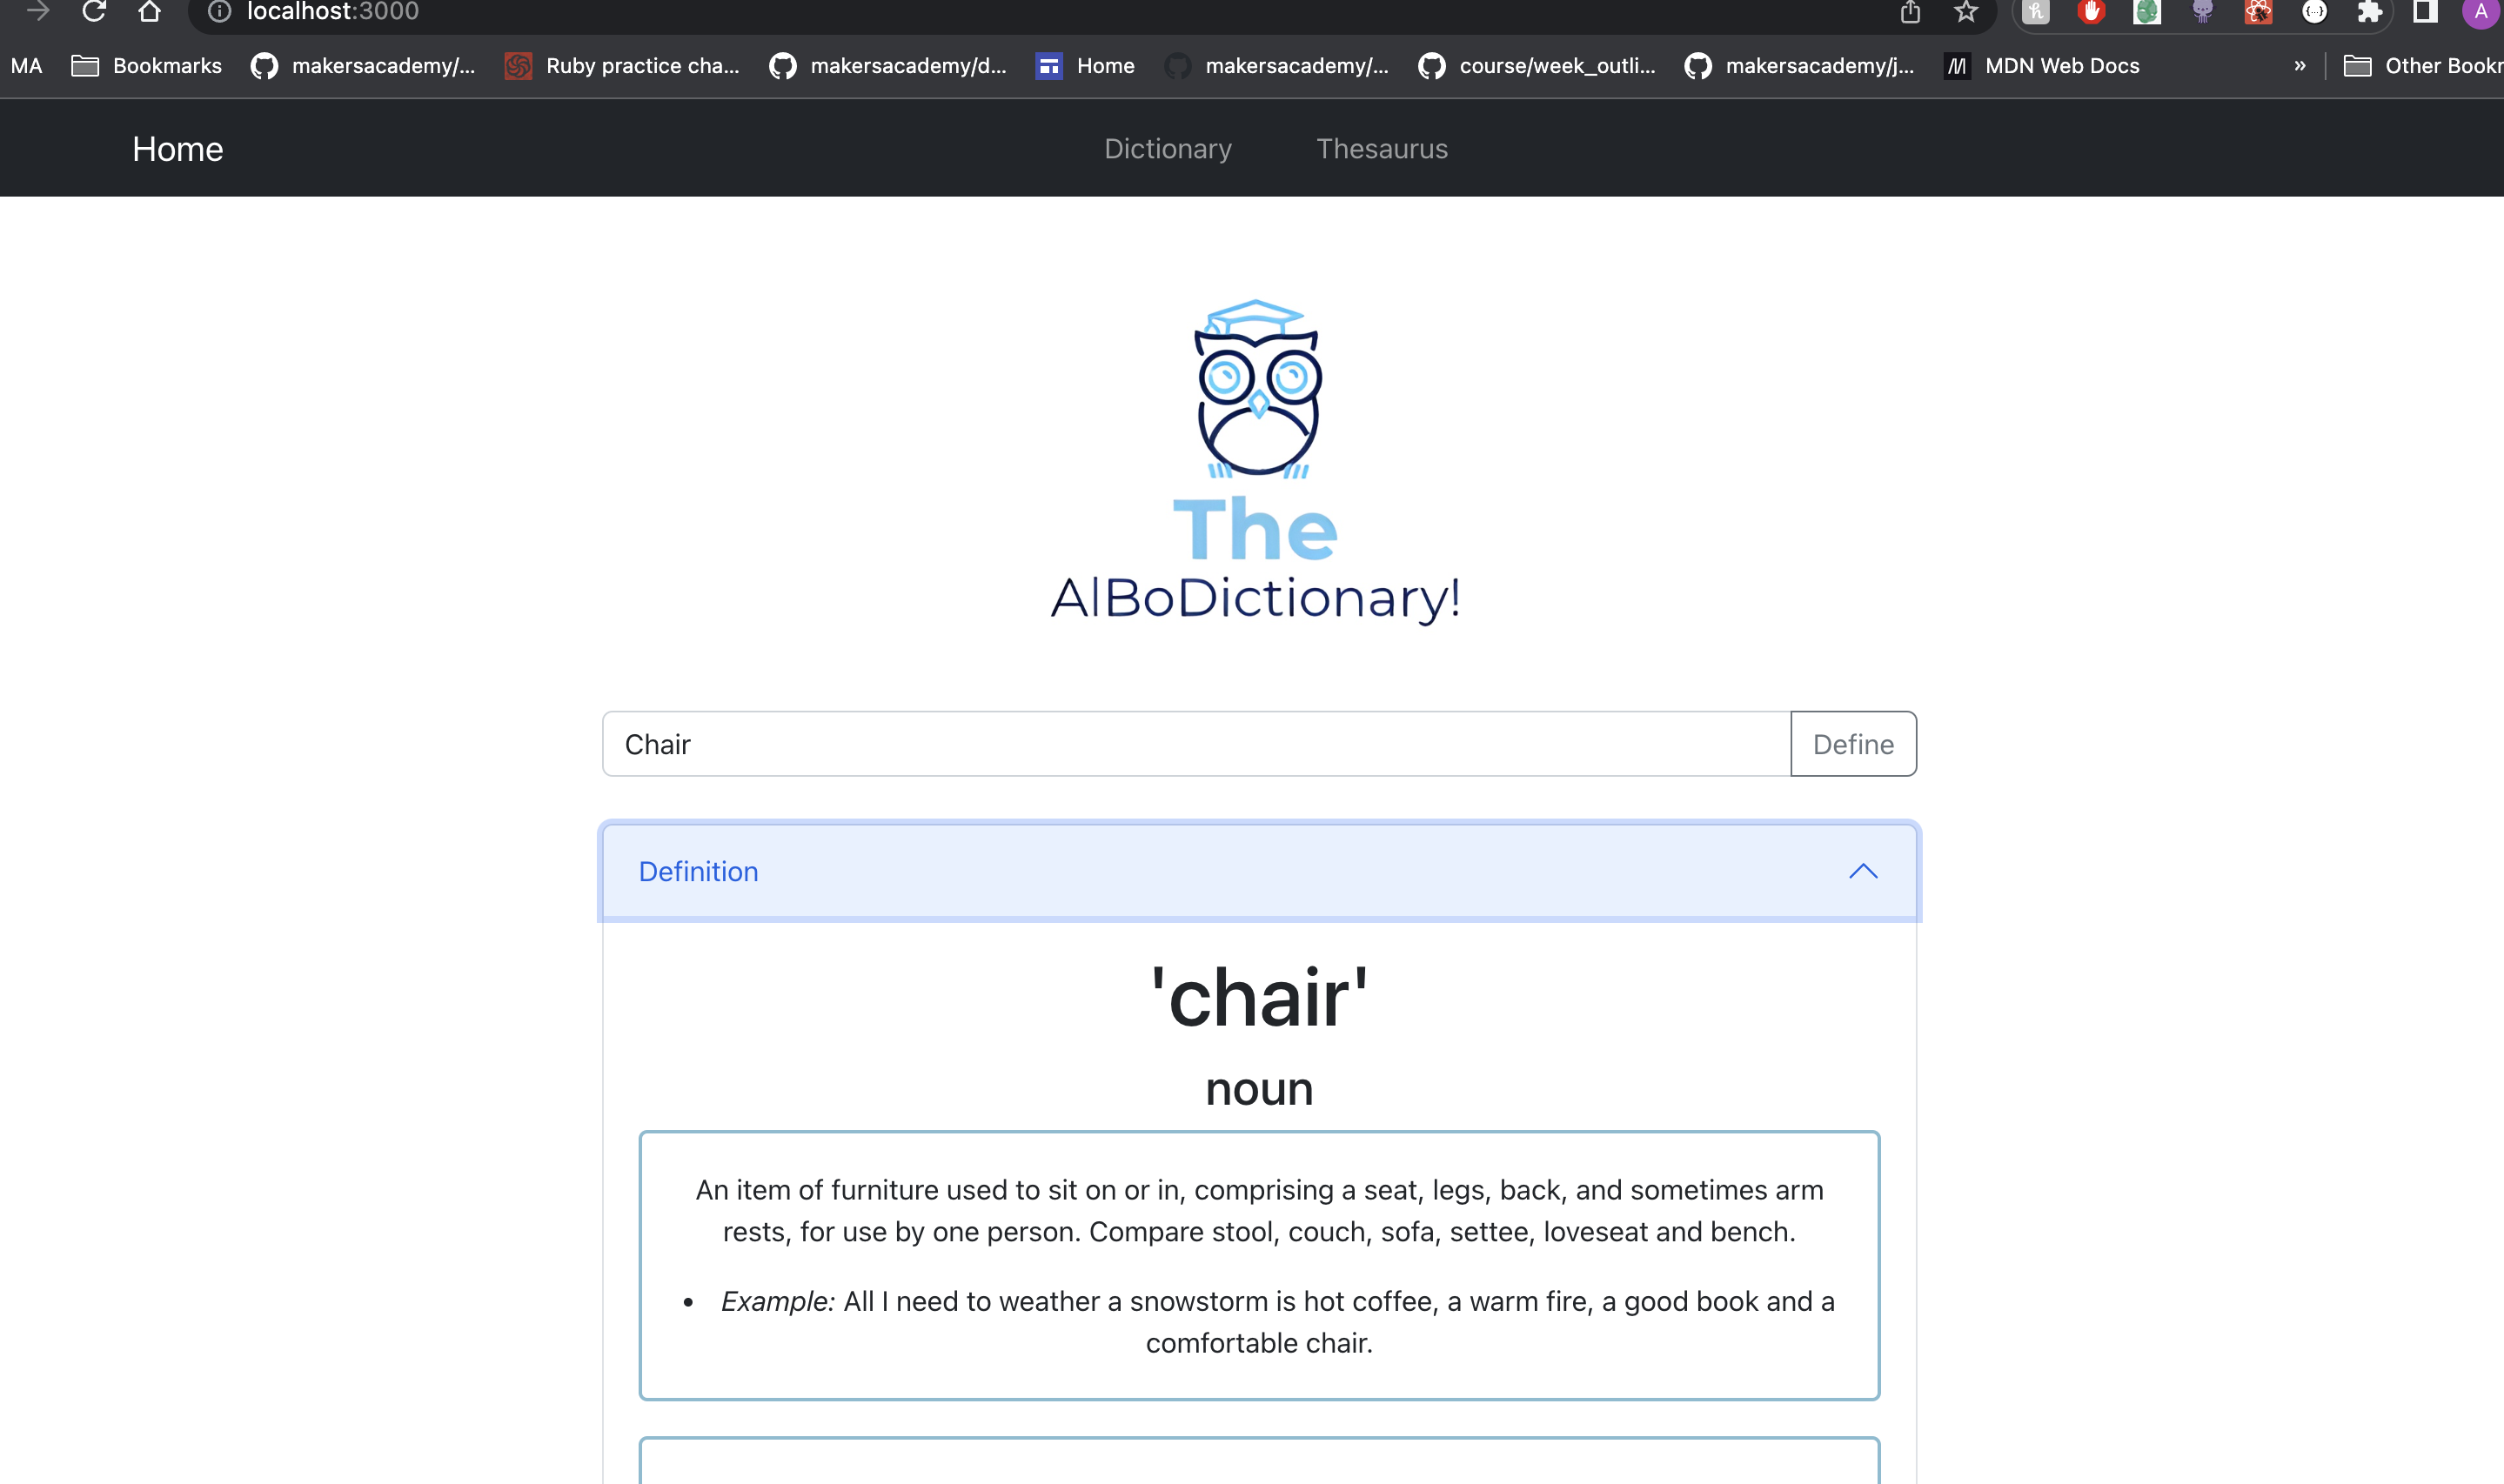 localhost:3000
MA Bookmarks makersacademy/... Ruby practice cha... makersacademy/d... Home makersacademy/... course/week_outli... makersacademy/j... MDN Web Docs » Other Bookr
Home Dictionary Thesaurus
The
AlBoDictionary!
Chair Define
Definition
'chair'
noun
An item of furniture used to sit on or in, comprising a seat, legs, back, and sometimes arm
rests, for use by one person. Compare stool, couch, sofa, settee, loveseat and bench.
• Example: All I need to weather a snowstorm is hot coffee, a warm fire, a good book and a
comfortable chair.